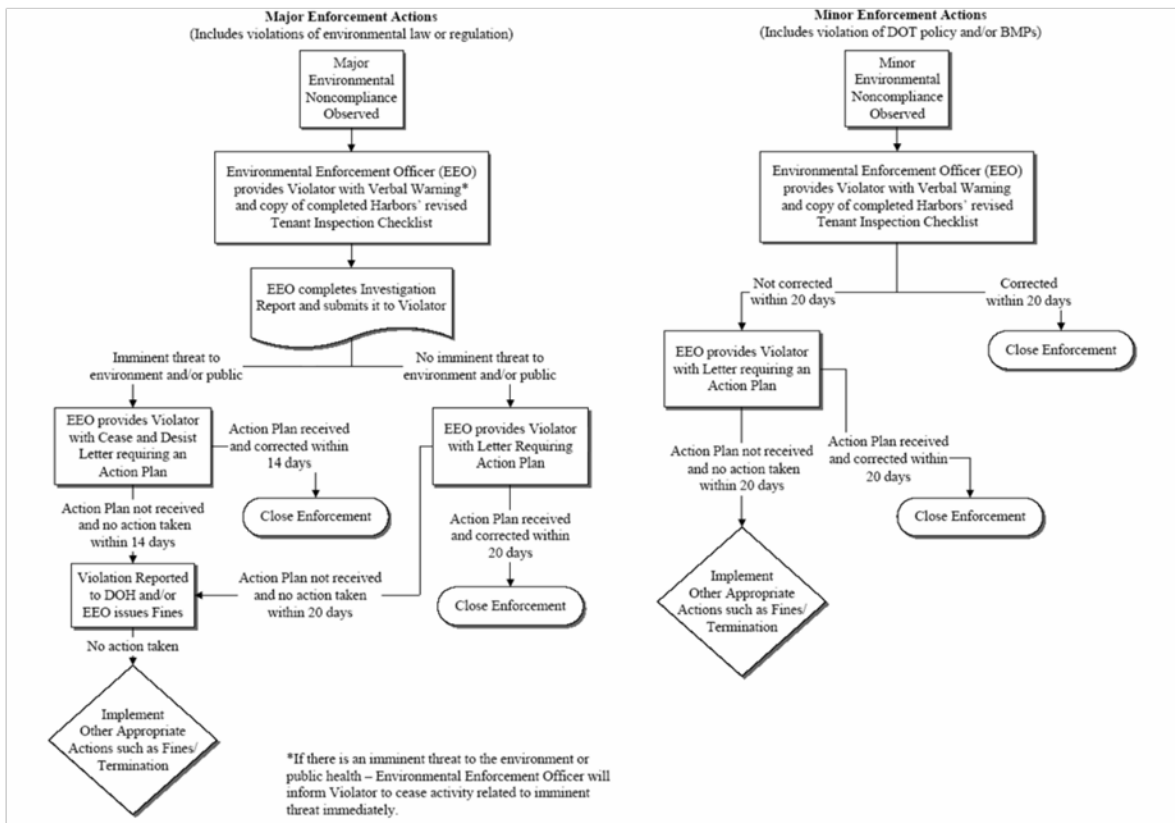 Major Enforcement Actions
(Includes violations of environmental law or regulation)
Major
Environmental
Noncompliance
Observed
Environmental Enforcement Officer (EEO)
provides Violator with Verbal Warning*
and copy of completed Harbors' revised
Tenant Inspection Checklist
EEO completes Investigation
Report and submits it to Violator
Imminent threat to
environment and/or public
No imminent threat to
environment and/or public
EEO provides Violator
with Cease and Desist
Letter requiring an
Action Plan
Action Plan received
and corrected within
14 days
Close Enforcement
EEO provides Violator
with Letter Requiring
Action Plan
Action Plan not received
and no action taken
within 14 days
Action Plan received
and corrected within
20 days
Close Enforcement
Violation Reported
to DOH and/or
EEO issues Fines
Action Plan not received
and no action taken
within 20 days
No action taken
Implement
Other Appropriate
Actions such as Fines/
Termination
*If there is an imminent threat to the environment or
public health – Environmental Enforcement Officer will
inform Violator to cease activity related to imminent
threat immediately.
Minor Enforcement Actions
(Includes violation of DOT policy and/or BMPs)
Minor
Environmental
Noncompliance
Observed
Environmental Enforcement Officer (EEO)
provides Violator with Verbal Warning
and copy of completed Harbors' revised
Tenant Inspection Checklist
Not corrected
within 20 days
Corrected
within 20 days
Close Enforcement
EEO provides Violator
with Letter requiring an
Action Plan
Action Plan not received
and no action taken
within 20 days
Action Plan received
and corrected within
20 days
Close Enforcement
Implement
Other Appropriate
Actions such as Fines/
Termination